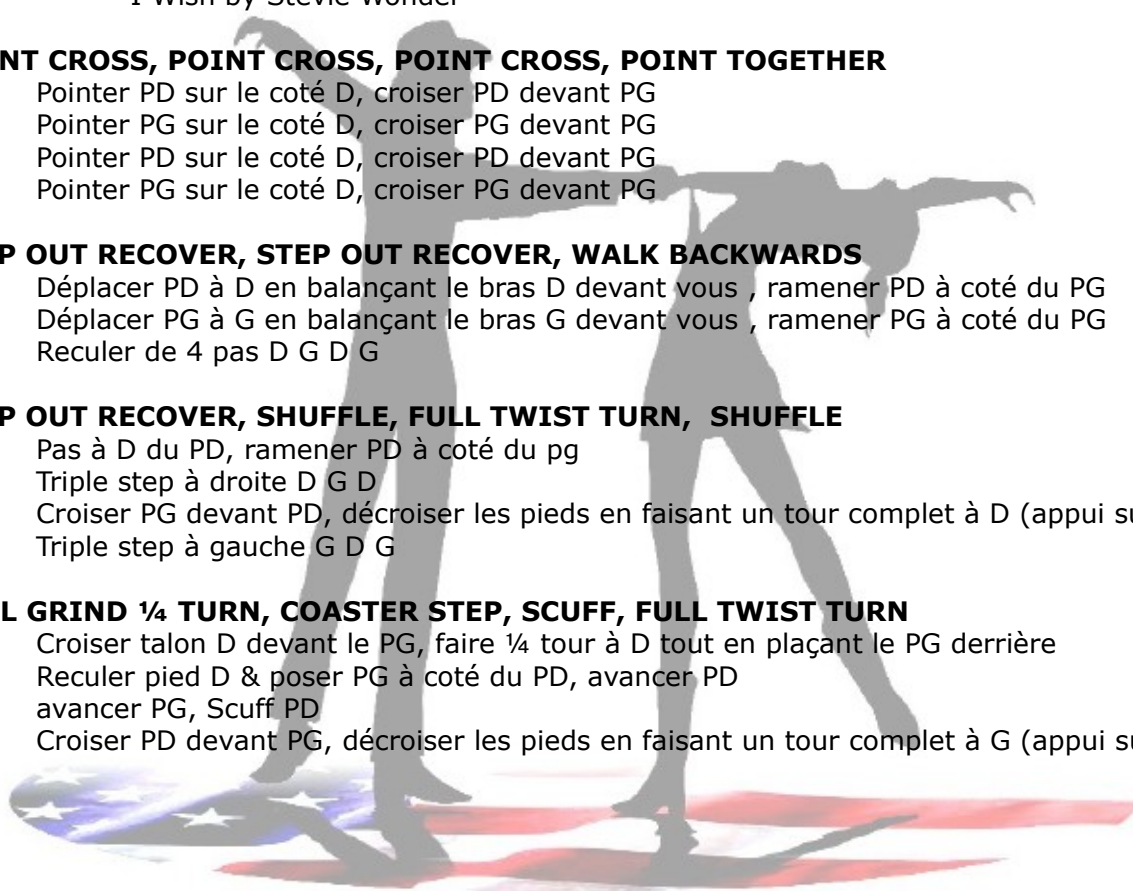 I Wish by Stevie Wonder
NT CROSS, POINT CROSS, POINT CROSS, POINT TOGETHER
Pointer PD sur le coté D, croiser PD devant PG
Pointer PG sur le coté D, croiser PG devant PG
Pointer PD sur le coté D, croiser PD devant PG
Pointer PG sur le coté D, croiser PG devant PG
P OUT RECOVER, STEP OUT RECOVER, WALK BACKWARDS
Déplacer PD à D en balançant le bras D devant vous , ramener PD à coté du PG
Déplacer PG à G en balançant le bras G devant vous , ramener PG à coté du PG
Reculer de 4 pas D G D G
P OUT RECOVER, SHUFFLE, FULL TWIST TURN, SHUFFLE
Pas à D du PD, ramener PD à coté du pg
Triple step à droite D G D
Croiser PG devant PD, décroiser les pieds en faisant un tour complet à D (appui s
Triple step à gauche G D G
L GRIND ¼ TURN, COASTER STEP, SCUFF, FULL TWIST TURN
Croiser talon D devant le PG, faire ¼ tour à D tout en plaçant le PG derrière
Reculer pied D & poser PG à coté du PD, avancer PD
avancer PG, Scuff PD
Croiser PD devant PG, décroiser les pieds en faisant un tour complet à G (appui s